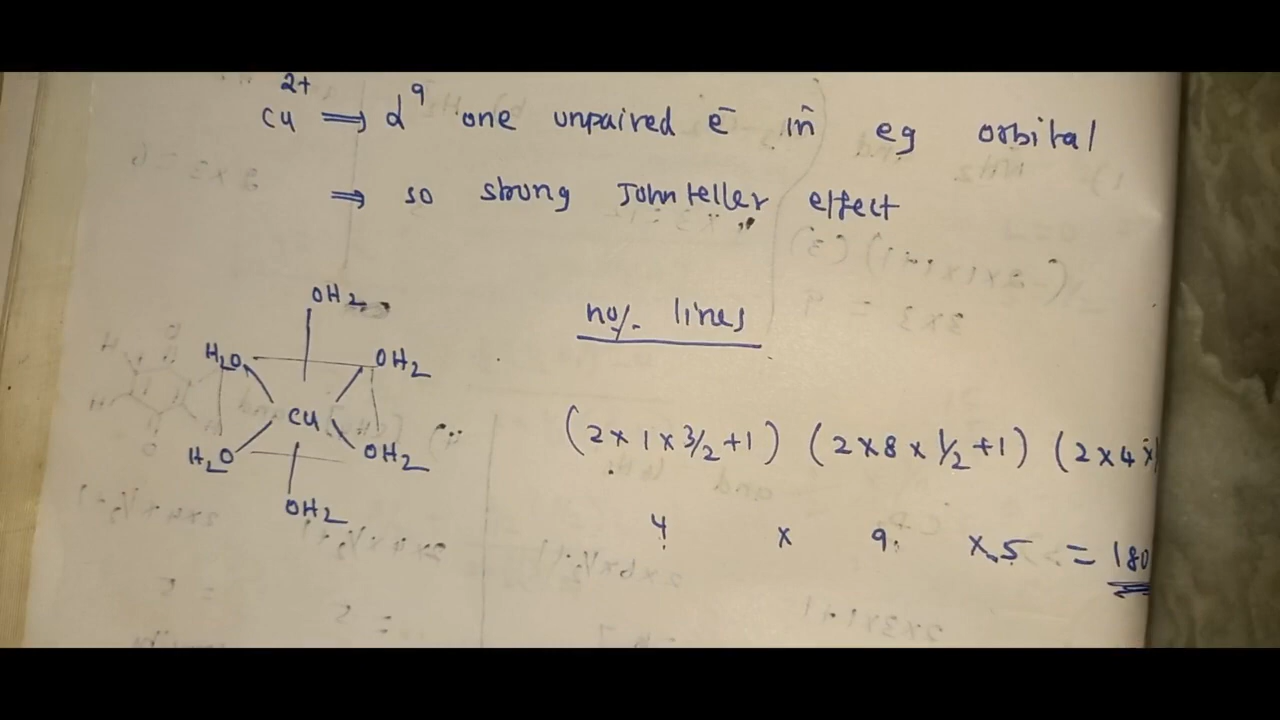 Cu²⁺ ⟹ d⁹ one unpaired e⁻ in eg orbital
⟹ so strong John teller effect
OH₂
H₂O OH₂
Cu
H₂O OH₂
OH₂
no/. lines
(2 x 1 x 3/2 + 1) (2 x 8 x 1/2 + 1) (2 x 4 x
4 x 9 x 5 = 180